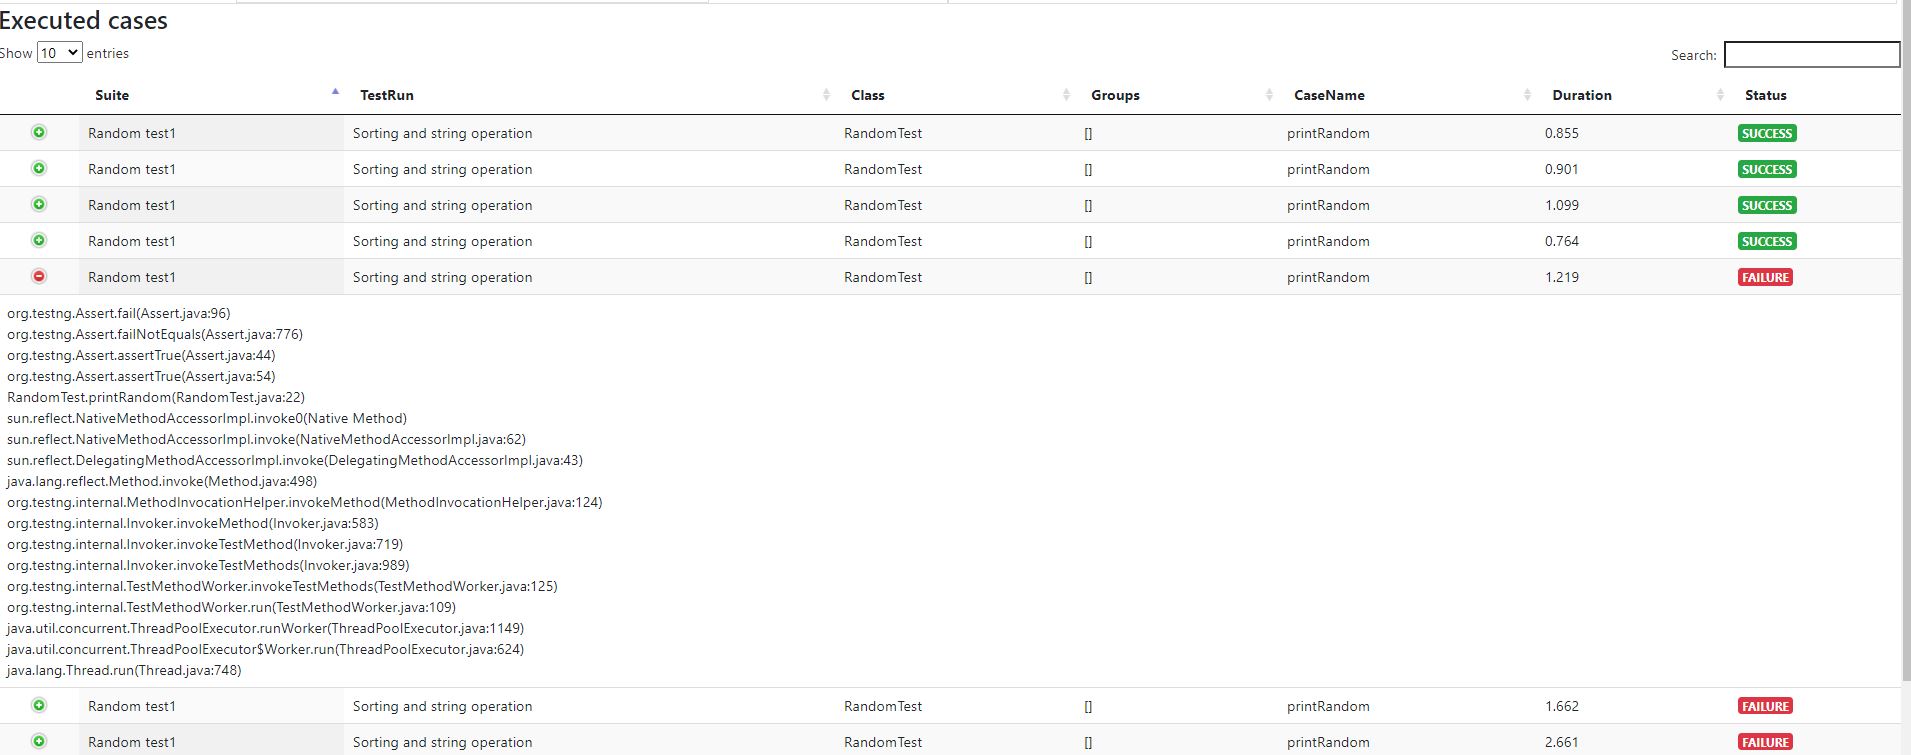 Executed cases
Show 10 entries
Search:
Suite TestRun Class Groups CaseName Duration Status
Random test1 Sorting and string operation RandomTest [] printRandom 0.855 SUCCESS
Random test1 Sorting and string operation RandomTest [] printRandom 0.901 SUCCESS
Random test1 Sorting and string operation RandomTest [] printRandom 1.099 SUCCESS
Random test1 Sorting and string operation RandomTest [] printRandom 0.764 SUCCESS
Random test1 Sorting and string operation RandomTest [] printRandom 1.219 FAILURE
org.testng.Assert.fail(Assert.java:96)
org.testng.Assert.failNotEquals(Assert.java:776)
org.testng.Assert.assertTrue(Assert.java:44)
org.testng.Assert.assertTrue(Assert.java:54)
RandomTest.printRandom(RandomTest.java:22)
sun.reflect.NativeMethodAccessorImpl.invoke0(Native Method)
sun.reflect.NativeMethodAccessorImpl.invoke(NativeMethodAccessorImpl.java:62)
sun.reflect.DelegatingMethodAccessorImpl.invoke(DelegatingMethodAccessorImpl.java:43)
java.lang.reflect.Method.invoke(Method.java:498)
org.testng.internal.MethodInvocationHelper.invokeMethod(MethodInvocationHelper.java:124)
org.testng.internal.Invoker.invokeMethod(Invoker.java:583)
org.testng.internal.Invoker.invokeTestMethod(Invoker.java:719)
org.testng.internal.Invoker.invokeTestMethods(Invoker.java:989)
org.testng.internal.TestMethodWorker.invokeTestMethods(TestMethodWorker.java:125)
org.testng.internal.TestMethodWorker.run(TestMethodWorker.java:109)
java.util.concurrent.ThreadPoolExecutor.runWorker(ThreadPoolExecutor.java:1149)
java.util.concurrent.ThreadPoolExecutor$Worker.run(ThreadPoolExecutor.java:624)
java.lang.Thread.run(Thread.java:748)
Random test1 Sorting and string operation RandomTest [] printRandom 1.662 FAILURE
Random test1 Sorting and string operation RandomTest [] printRandom 2.661 FAILURE